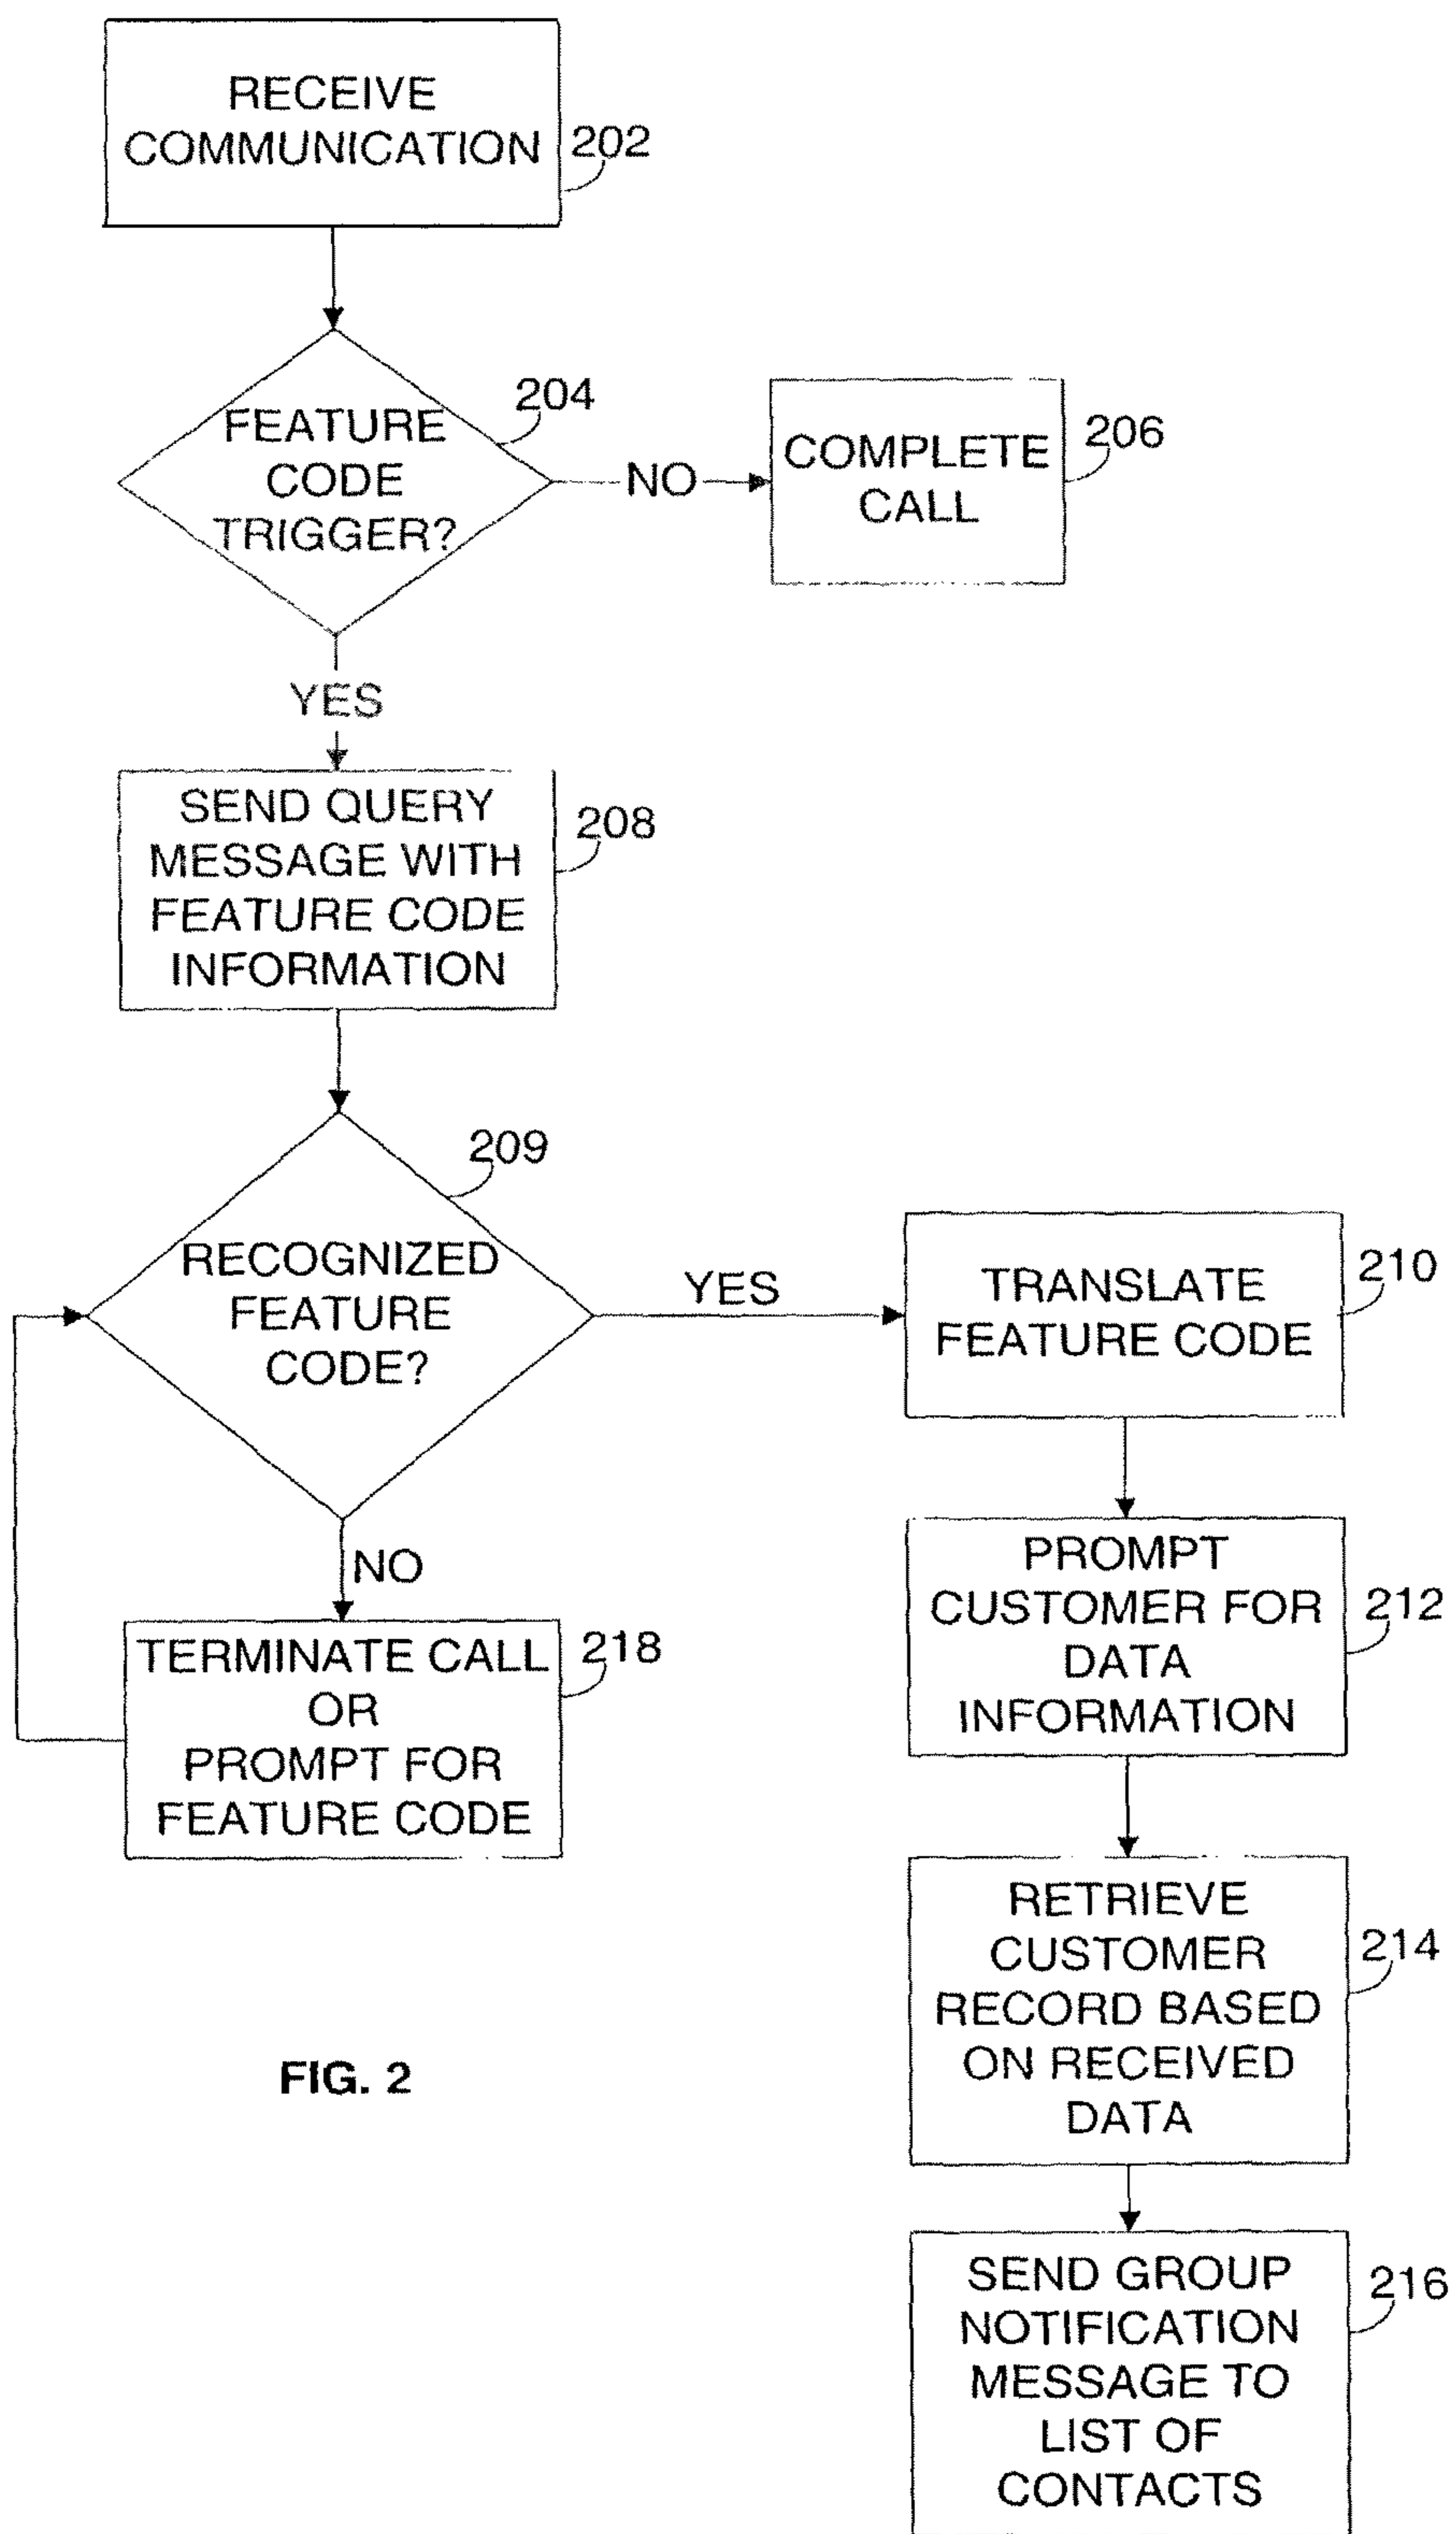 RECEIVE
COMMUNICATION
202
FEATURE
CODE
TRIGGER?
204
NO
COMPLETE
CALL
206
YES
SEND QUERY
MESSAGE WITH
FEATURE CODE
INFORMATION
208
RECOGNIZED
FEATURE
CODE?
209
YES
TRANSLATE
FEATURE CODE
210
NO
TERMINATE CALL
OR
PROMPT FOR
FEATURE CODE
218
PROMPT
CUSTOMER FOR
DATA
INFORMATION
212
RETRIEVE
CUSTOMER
RECORD BASED
ON RECEIVED
DATA
214
SEND GROUP
NOTIFICATION
MESSAGE TO
LIST OF
CONTACTS
216
FIG. 2